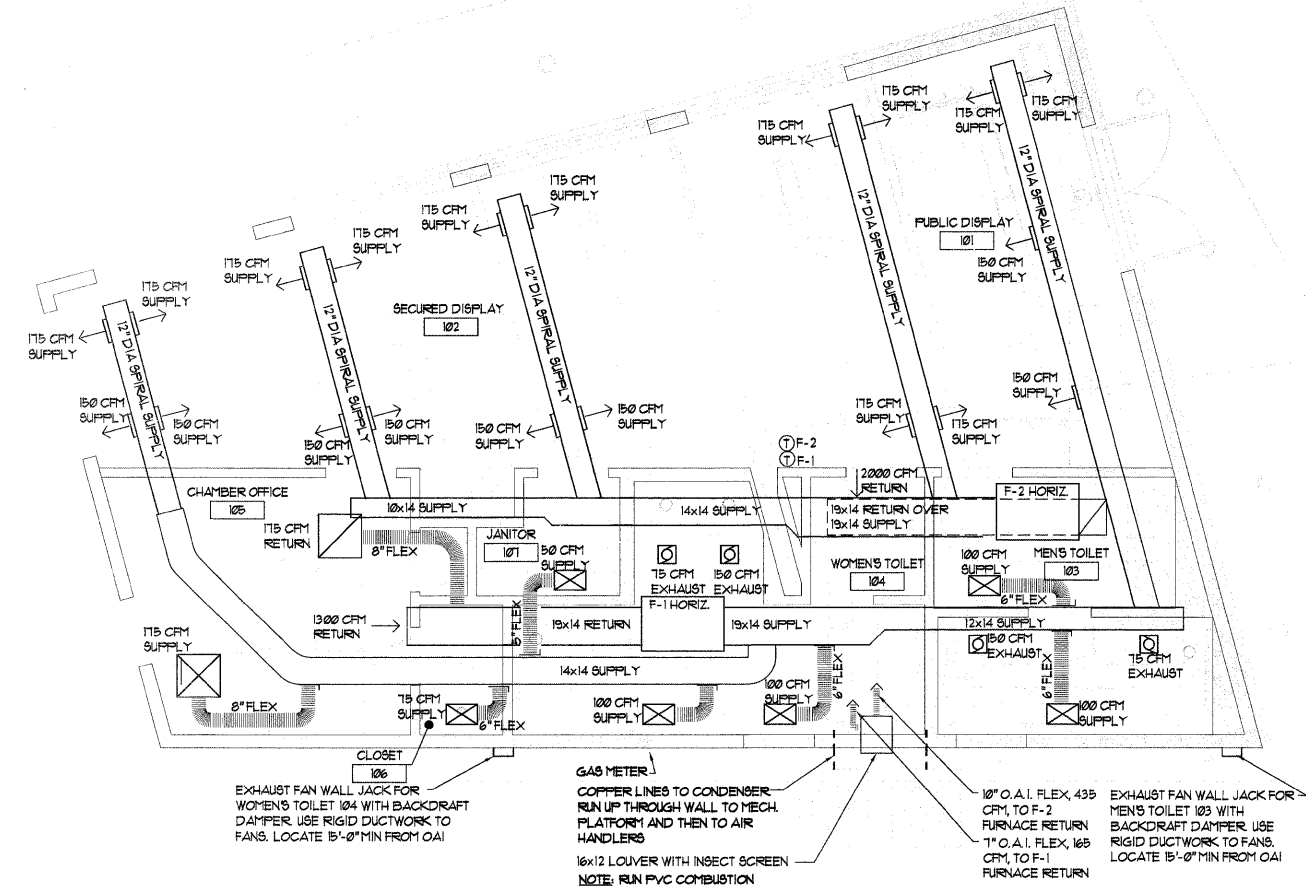 175 CFM
SUPPLY
175 CFM
SUPPLY
175 CFM
SUPPLY
175 CFM
SUPPLY
12" DIA SPIRAL SUPPLY
PUBLIC DISPLAY
101
150 CFM
SUPPLY
150 CFM
SUPPLY
12" DIA SPIRAL SUPPLY
175 CFM
SUPPLY
175 CFM
SUPPLY
175 CFM
SUPPLY
175 CFM
SUPPLY
12" DIA SPIRAL SUPPLY
150 CFM
SUPPLY
150 CFM
SUPPLY
175 CFM
SUPPLY
175 CFM
SUPPLY
12" DIA SPIRAL SUPPLY
150 CFM
SUPPLY
150 CFM
SUPPLY
SECURED DISPLAY
102
175 CFM
SUPPLY
175 CFM
SUPPLY
12" DIA SPIRAL SUPPLY
150 CFM
SUPPLY
150 CFM
SUPPLY
T F-2
T F-1
2000 CFM
RETURN
CHAMBER OFFICE
105
10x14 SUPPLY
14x14 SUPPLY
19x14 RETURN OVER
19x14 SUPPLY
F-2 HORIZ.
175 CFM
RETURN
8" FLEX
JANITOR
107
50 CFM
SUPPLY
6" FLEX
75 CFM
EXHAUST
150 CFM
EXHAUST
WOMEN'S TOILET
104
100 CFM
SUPPLY
MEN'S TOILET
103
6" FLEX
1300 CFM
RETURN
19x14 RETURN
F-1 HORIZ.
19x14 SUPPLY
12x14 SUPPLY
175 CFM
SUPPLY
14x14 SUPPLY
150 CFM
EXHAUST
75 CFM
EXHAUST
8" FLEX
75 CFM
SUPPLY
6" FLEX
100 CFM
SUPPLY
100 CFM
SUPPLY
6" FLEX
6" FLEX
100 CFM
SUPPLY
CLOSET
106
EXHAUST FAN WALL JACK FOR
WOMEN'S TOILET 104 WITH BACKDRAFT
DAMPER. USE RIGID DUCTWORK TO
FANS. LOCATE 15'-0" MIN FROM OAI
GAS METER
COPPER LINES TO CONDENSER
RUN UP THROUGH WALL TO MECH.
PLATFORM AND THEN TO AIR
HANDLERS
16x12 LOUVER WITH INSECT SCREEN
NOTE: RUN PVC COMBUSTION
10" O.A.I. FLEX, 435
CFM, TO F-2
FURNACE RETURN
7" O.A.I. FLEX, 165
CFM, TO F-1
FURNACE RETURN
EXHAUST FAN WALL JACK FOR
MEN'S TOILET 103 WITH
BACKDRAFT DAMPER. USE
RIGID DUCTWORK TO FANS.
LOCATE 15'-0" MIN FROM OAI